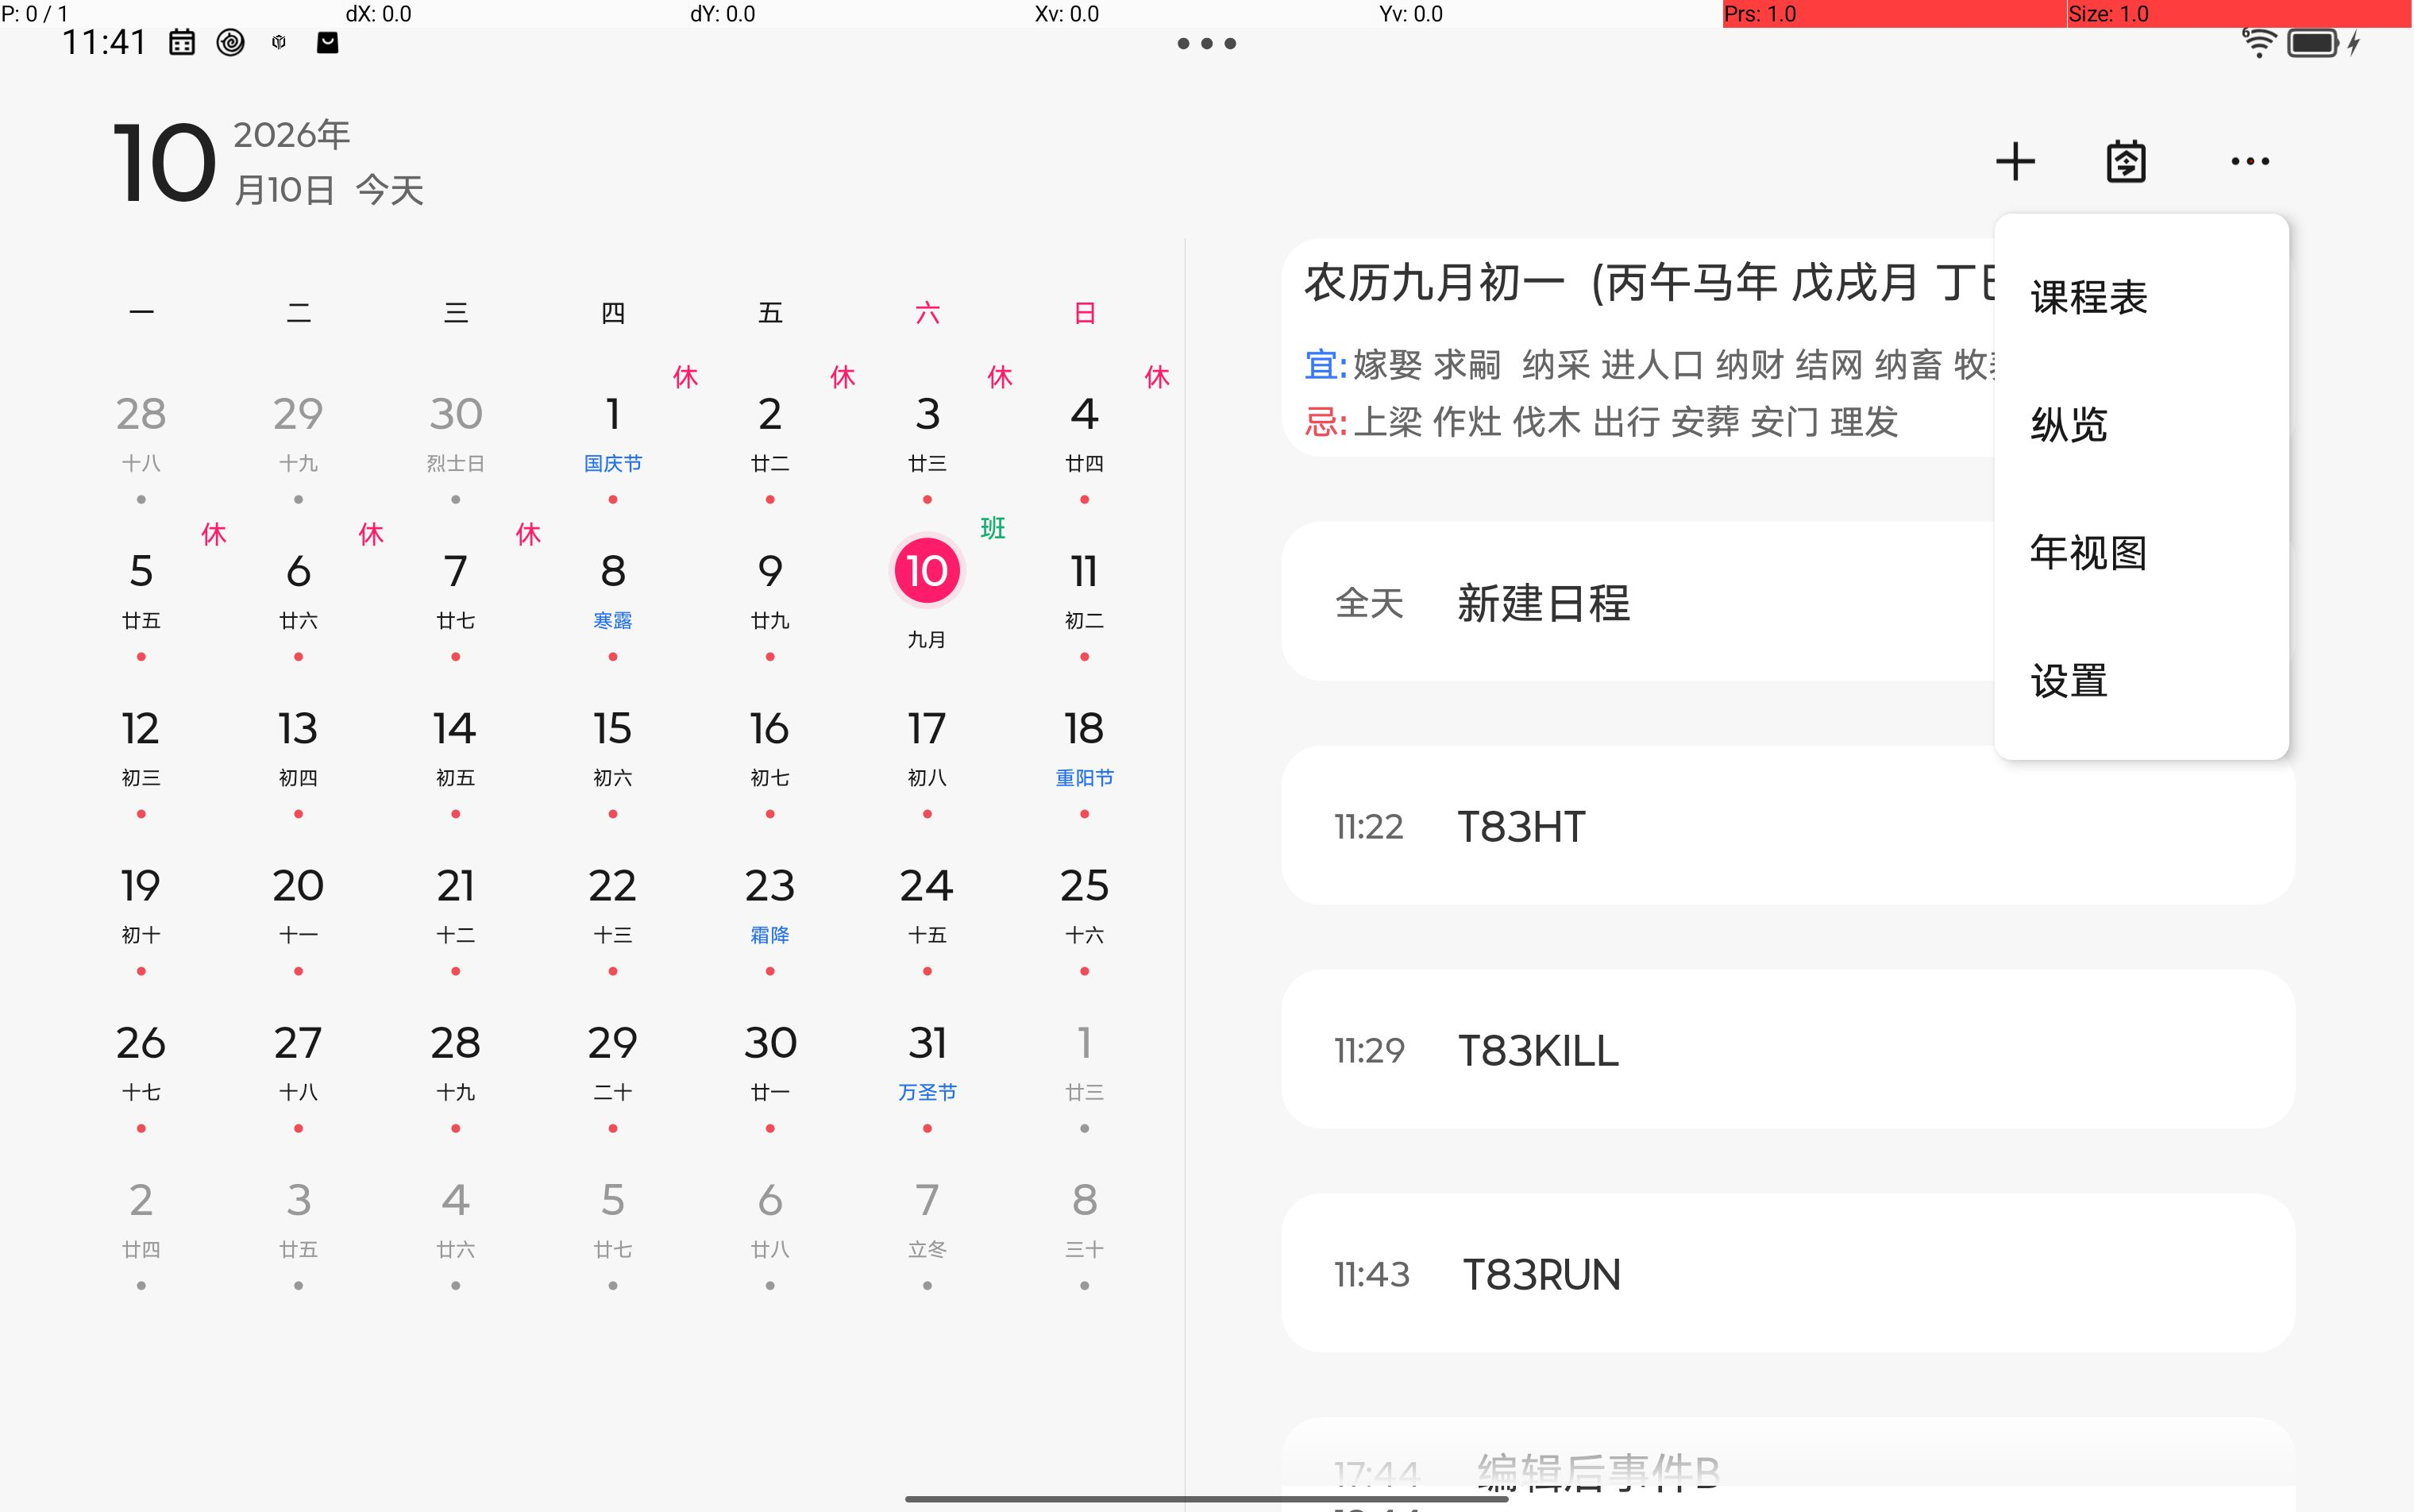 P: 0 / 1 dX: 0.0 dY: 0.0 Xv: 0.0 Yv: 0.0 Prs: 1.0 Size: 1.0
11:41
6
10
2026年
月10日 今天
今
一 二 三 四 五 六 日
休 休 休 休
28 29 30 1 2 3 4
十八 十九 烈士日 国庆节 廿二 廿三 廿四
休 休 休 班
5 6 7 8 9 10 11
廿五 廿六 廿七 寒露 廿九 九月 初二
12 13 14 15 16 17 18
初三 初四 初五 初六 初七 初八 重阳节
19 20 21 22 23 24 25
初十 十一 十二 十三 霜降 十五 十六
26 27 28 29 30 31 1
十七 十八 十九 二十 廿一 万圣节 廿三
2 3 4 5 6 7 8
廿四 廿五 廿六 廿七 廿八 立冬 三十
农历九月初一 (丙午马年 戊戌月 丁
宜: 嫁娶 求嗣 纳采 进人口 纳财 结网 纳畜 牧
忌: 上梁 作灶 伐木 出行 安葬 安门 理发
课程表
纵览
年视图
设置
全天 新建日程
11:22 T83HT
11:29 T83KILL
11:43 T83RUN
17:44 编辑后事件B